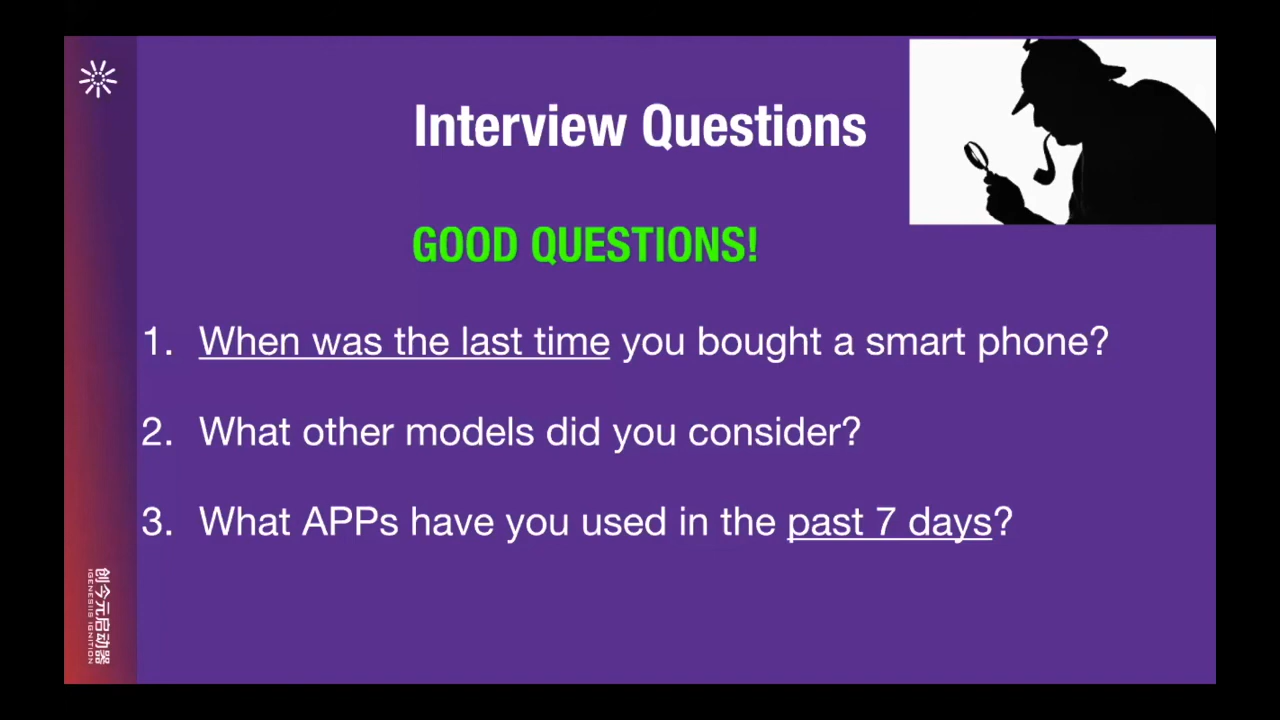 Interview Questions
GOOD QUESTIONS!
1. When was the last time you bought a smart phone?
2. What other models did you consider?
3. What APPs have you used in the past 7 days?
创今元启动器
IGENESIIS IGNITION